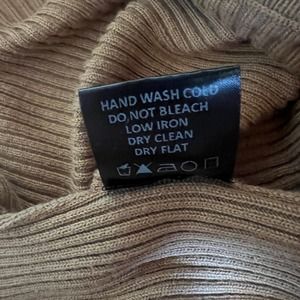 HAND WASH COLD
DO NOT BLEACH
LOW IRON
DRY CLEAN
DRY FLAT